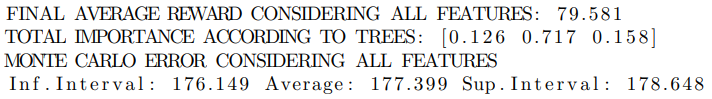 FINAL AVERAGE REWARD CONSIDERING ALL FEATURES: 79.581
TOTAL IMPORTANCE ACCORDING TO TREES: [0.126 0.717 0.158]
MONTE CARLO ERROR CONSIDERING ALL FEATURES
Inf.Interval: 176.149 Average: 177.399 Sup.Interval: 178.648